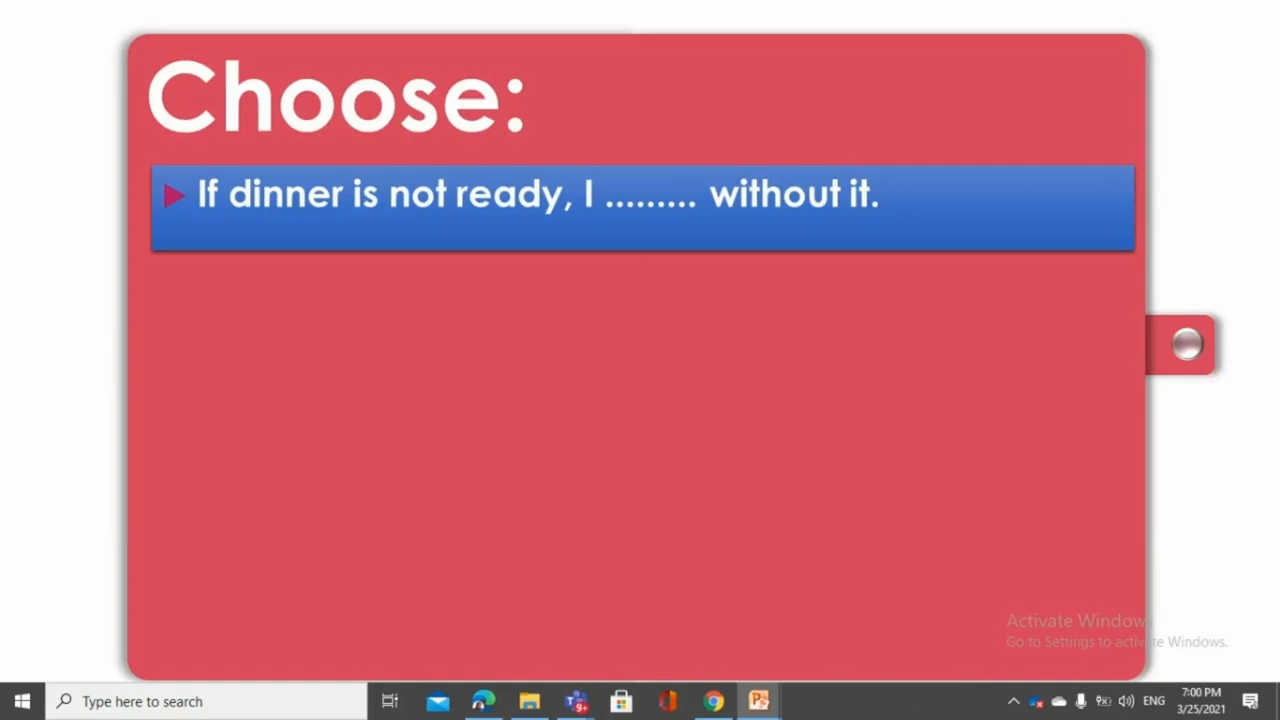 Choose:
If dinner is not ready, I ......... without it.
Activate Windows
Go to Settings to activate Windows.
Type here to search
9+
ENG
7:00 PM
3/25/2021